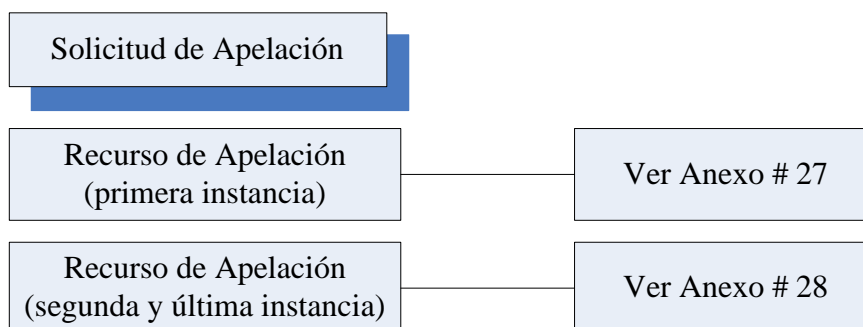 Solicitud de Apelación
Recurso de Apelación
(primera instancia)
Ver Anexo # 27
Recurso de Apelación
(segunda y última instancia)
Ver Anexo # 28